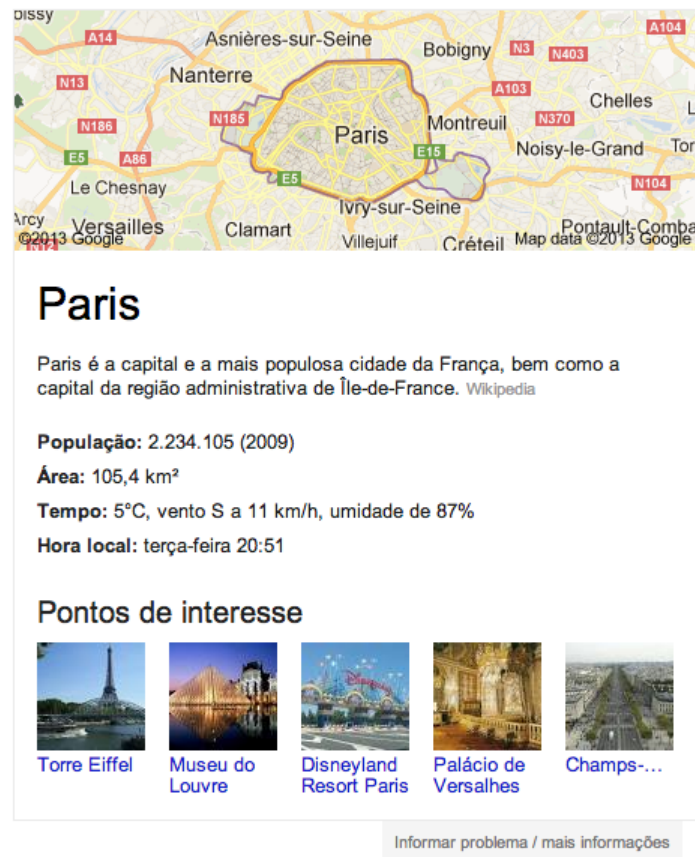 oissy
A14
Asnières-sur-Seine
Bobigny
N3
N403
A104
Nanterre
N13
A103
Chelles
N185
N186
Paris
Montreuil
N370
L
E5
A86
E15
Noisy-le-Grand
Tor
Le Chesnay
E5
N104
Arcy
Versailles
Ivry-sur-Seine
Clamart
Villejuif
Créteil
Pontault-Comba
N12
©2013 Google
Map data ©2013 Google
Paris
Paris é a capital e a mais populosa cidade da França, bem como a
capital da região administrativa de Île-de-France. Wikipedia
População: 2.234.105 (2009)
Área: 105,4 km²
Tempo: 5°C, vento S a 11 km/h, umidade de 87%
Hora local: terça-feira 20:51
Pontos de interesse
Torre Eiffel
Museu do
Louvre
Disneyland
Resort Paris
Palácio de
Versalhes
Champs-...
Informar problema / mais informações